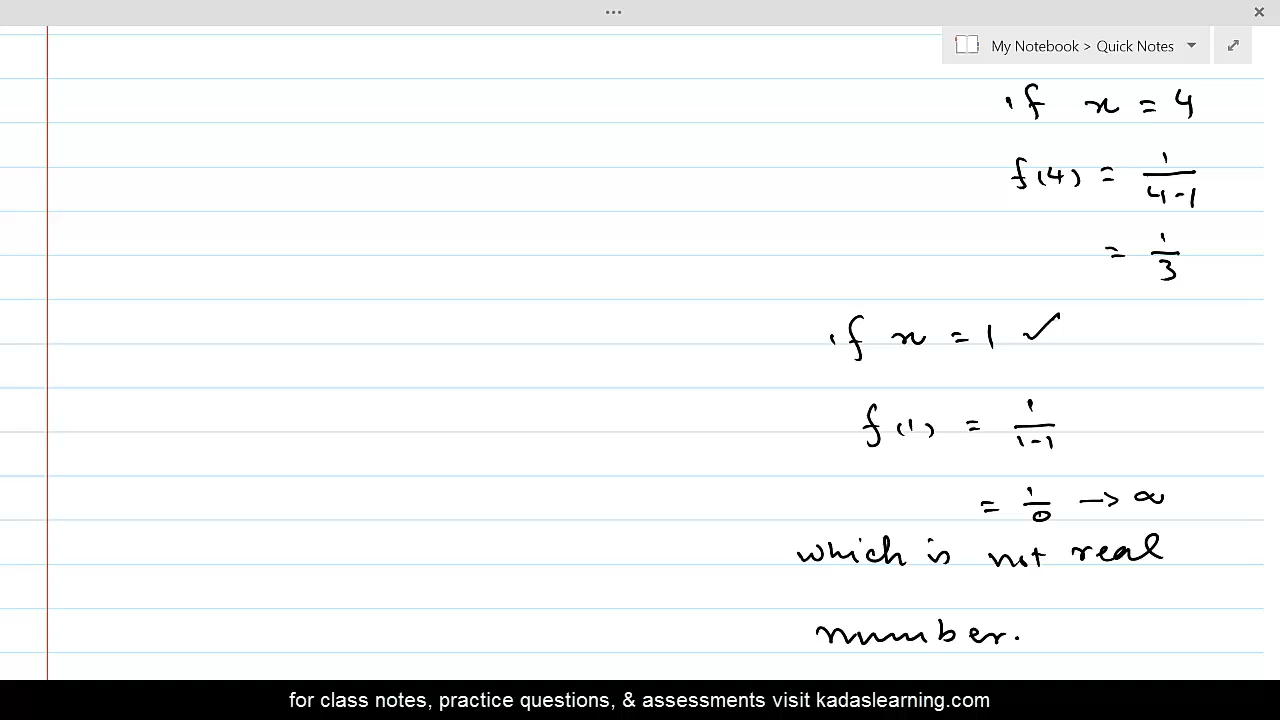 My Notebook > Quick Notes
if x = 4
f(4) = 1/(4-1)
= 1/3
if x = 1 ✓
f(1) = 1/(1-1)
= 1/0 → ∞
which is not real
number.
for class notes, practice questions, & assessments visit kadaslearning.com